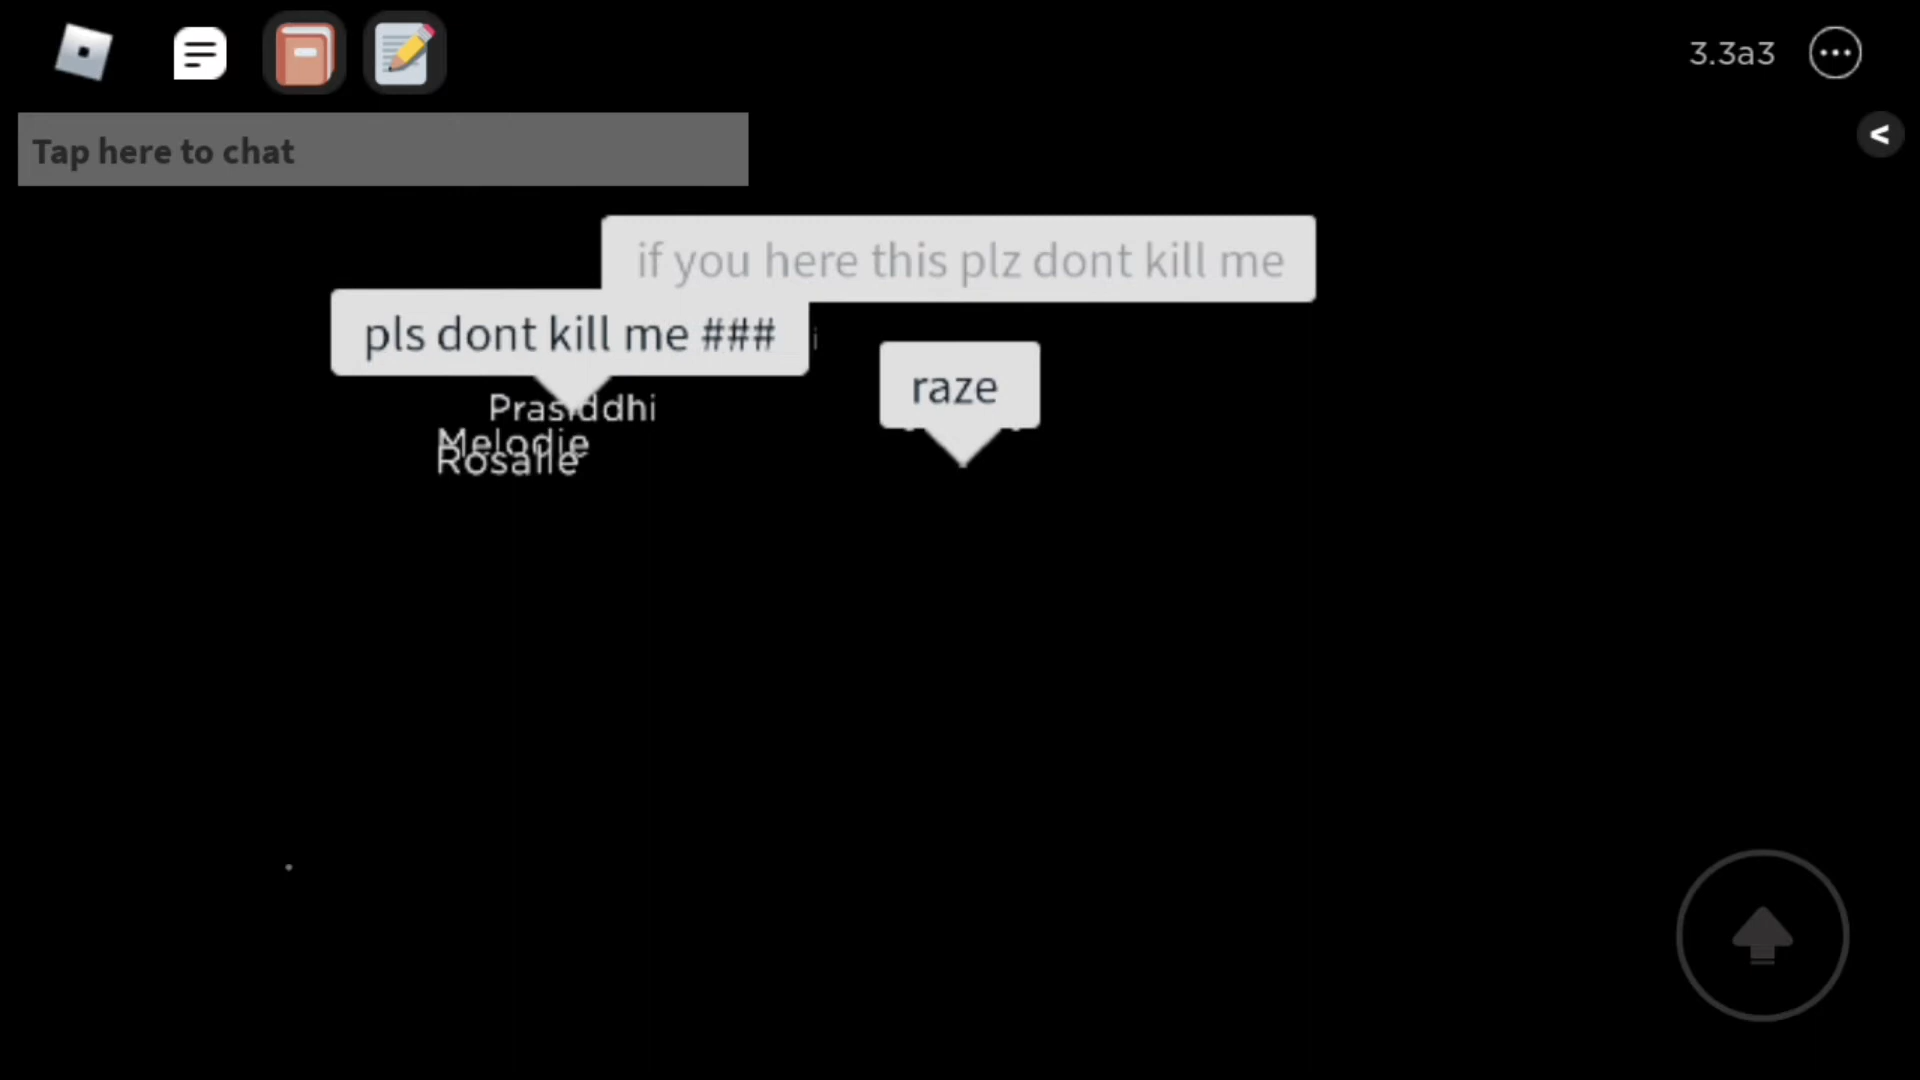 3.3a3
Tap here to chat
if you here this plz dont kill me
pls dont kill me ###
raze
Prasiddhi
Melodie
Rosalie